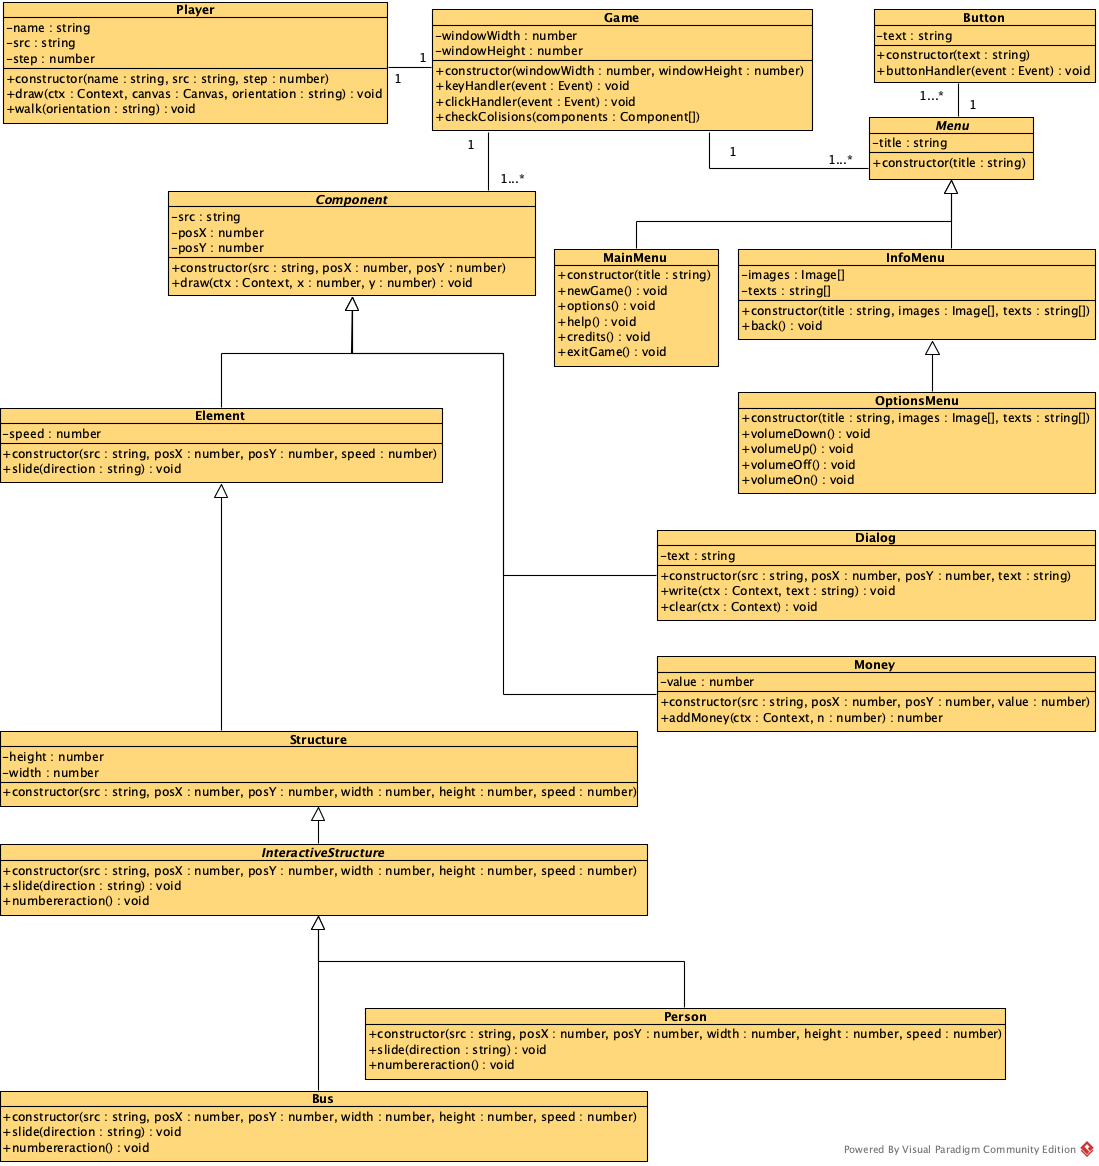 Player
-name : string
-src : string
-step : number
+constructor(name : string, src : string, step : number)
+draw(ctx : Context, canvas : Canvas, orientation : string) : void
+walk(orientation : string) : void
1
1
Game
-windowWidth : number
-windowHeight : number
+constructor(windowWidth : number, windowHeight : number)
+keyHandler(event : Event) : void
+clickHandler(event : Event) : void
+checkColisions(components : Component[])
Button
-text : string
+constructor(text : string)
+buttonHandler(event : Event) : void
1...*
1
Menu
-title : string
+constructor(title : string)
1
1...*
1
1...*
Component
-src : string
-posX : number
-posY : number
+constructor(src : string, posX : number, posY : number)
+draw(ctx : Context, x : number, y : number) : void
MainMenu
+constructor(title : string)
+newGame() : void
+options() : void
+help() : void
+credits() : void
+exitGame() : void
InfoMenu
-images : Image[]
-texts : string[]
+constructor(title : string, images : Image[], texts : string[])
+back() : void
OptionsMenu
+constructor(title : string, images : Image[], texts : string[])
+volumeDown() : void
+volumeUp() : void
+volumeOff() : void
+volumeOn() : void
Element
-speed : number
+constructor(src : string, posX : number, posY : number, speed : number)
+slide(direction : string) : void
Dialog
-text : string
+constructor(src : string, posX : number, posY : number, text : string)
+write(ctx : Context, text : string) : void
+clear(ctx : Context) : void
Money
-value : number
+constructor(src : string, posX : number, posY : number, value : number)
+addMoney(ctx : Context, n : number) : number
Structure
-height : number
-width : number
+constructor(src : string, posX : number, posY : number, width : number, height : number, speed : number)
InteractiveStructure
+constructor(src : string, posX : number, posY : number, width : number, height : number, speed : number)
+slide(direction : string) : void
+numbereraction() : void
Person
+constructor(src : string, posX : number, posY : number, width : number, height : number, speed : number)
+slide(direction : string) : void
+numbereraction() : void
Bus
+constructor(src : string, posX : number, posY : number, width : number, height : number, speed : number)
+slide(direction : string) : void
+numbereraction() : void
Powered By Visual Paradigm Community Edition